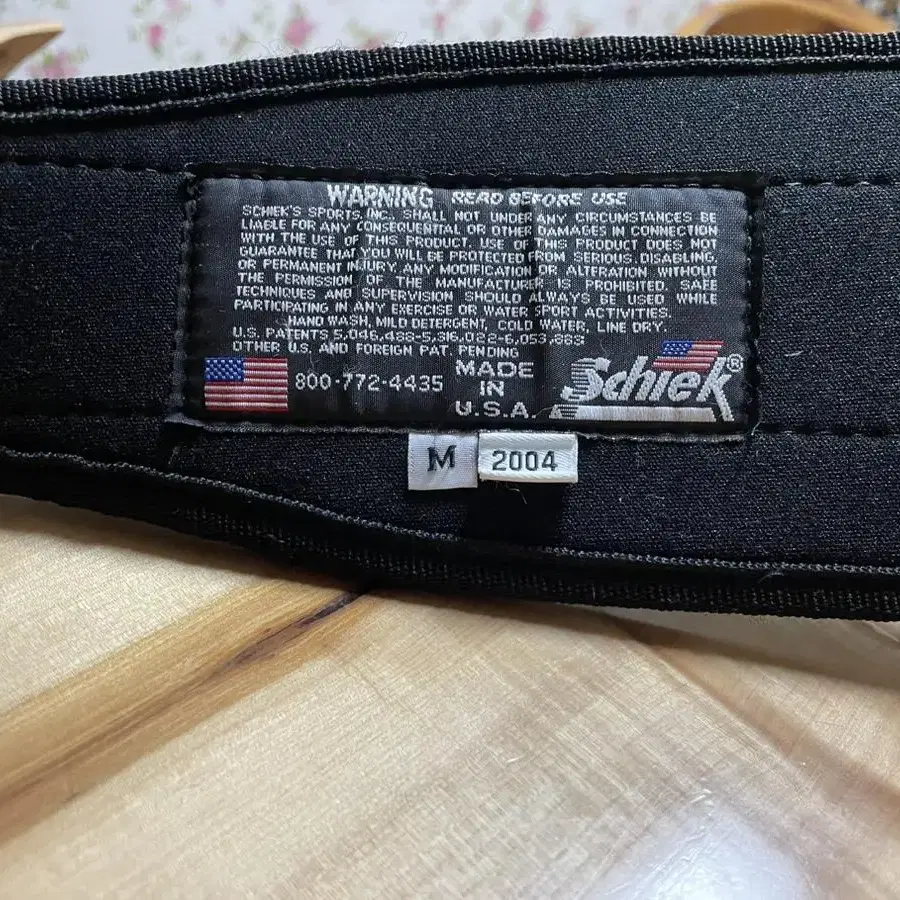 WARNING READ BEFORE USE
SCHIEK'S SPORTS, INC., SHALL NOT UNDER ANY CIRCUMSTANCES BE
LIABLE FOR ANY CONSEQUENTIAL OR OTHER DAMAGES IN CONNECTION
WITH THE USE OF THIS PRODUCT. USE OF THIS PRODUCT DOES NOT
GUARANTEE THAT YOU WILL BE PROTECTED FROM SERIOUS, DISABLING,
OR PERMANENT INJURY. ANY MODIFICATION OR ALTERATION WITHOUT
THE PERMISSION OF THE MANUFACTURER IS PROHIBITED. SAFE
TECHNIQUES AND SUPERVISION SHOULD ALWAYS BE USED WHILE
PARTICIPATING IN ANY EXERCISE OR WATER SPORT ACTIVITIES.
HAND WASH, MILD DETERGENT, COLD WATER, LINE DRY.
U.S. PATENTS 5,046,488-5,316,022-6,053,883
OTHER U.S. AND FOREIGN PAT. PENDING
800-772-4435
MADE
IN
U.S.A.
Schiek®
M
2004